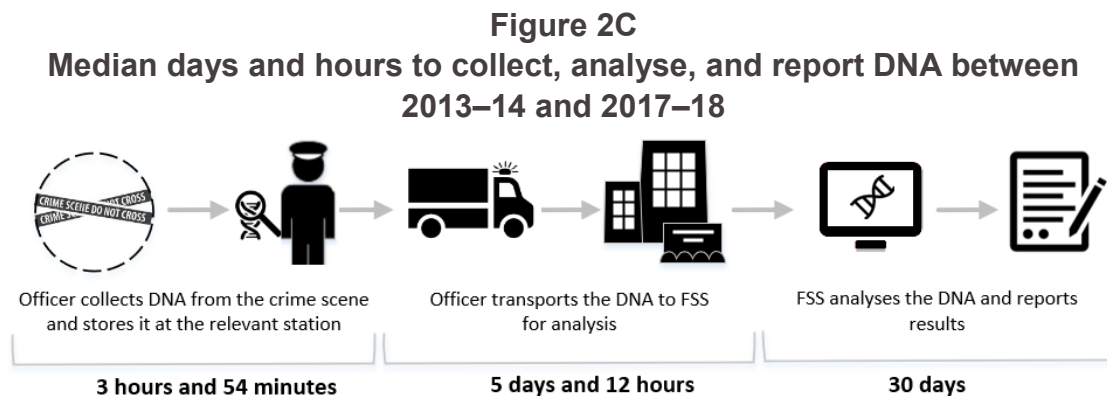 Figure 2C
Median days and hours to collect, analyse, and report DNA between
2013–14 and 2017–18
CRIME SCENE DO NOT CROSS
NOT CROSS
CRIME
DO NOT CROSS
Officer collects DNA from the crime scene
and stores it at the relevant station
Officer transports the DNA to FSS
for analysis
FSS analyses the DNA and reports
results
3 hours and 54 minutes
5 days and 12 hours
30 days